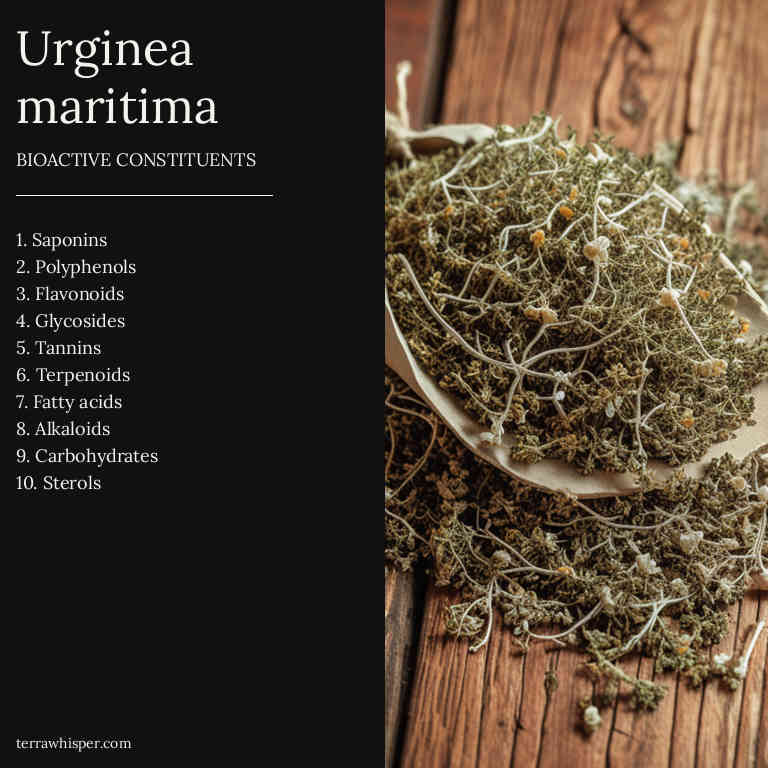 Urginea
maritima
BIOACTIVE CONSTITUENTS
1. Saponins
2. Polyphenols
3. Flavonoids
4. Glycosides
5. Tannins
6. Terpenoids
7. Fatty acids
8. Alkaloids
9. Carbohydrates
10. Sterols
terrawhisper.com